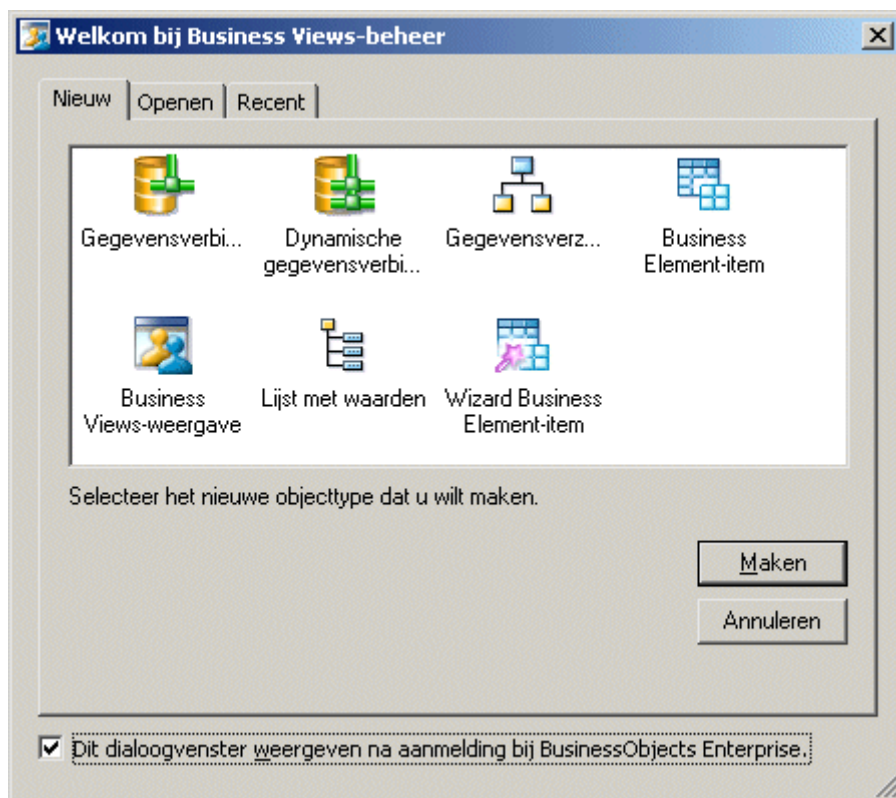 Welkom bij Business Views-beheer
Nieuw
Openen
Recent
Gegevensverbi...
Dynamische
gegevensverbi...
Gegevensverz...
Business
Element-item
Business
Views-weergave
Lijst met waarden
Wizard Business
Element-item
Selecteer het nieuwe objecttype dat u wilt maken.
Maken
Annuleren
Dit dialoogvenster weergeven na aanmelding bij BusinessObjects Enterprise.